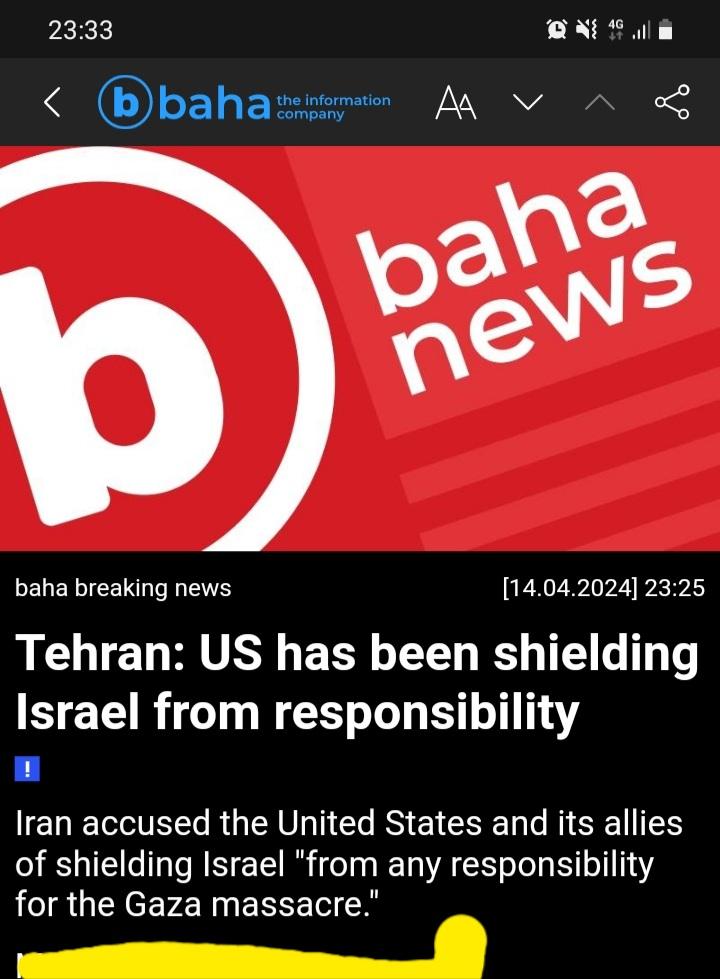 23:33
4G
b baha the information
company
AA
baha
news
b
baha breaking news [14.04.2024] 23:25
Tehran: US has been shielding
Israel from responsibility
!
Iran accused the United States and its allies
of shielding Israel "from any responsibility
for the Gaza massacre."